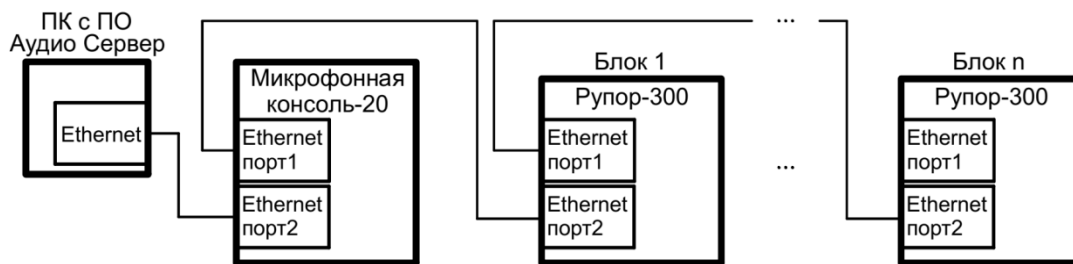 ПК с ПО
Аудио Сервер
Ethernet
Микрофонная
консоль-20
Ethernet
порт1
Ethernet
порт2
Блок 1
Рупор-300
Ethernet
порт1
Ethernet
порт2
...
...
Блок n
Рупор-300
Ethernet
порт1
Ethernet
порт2